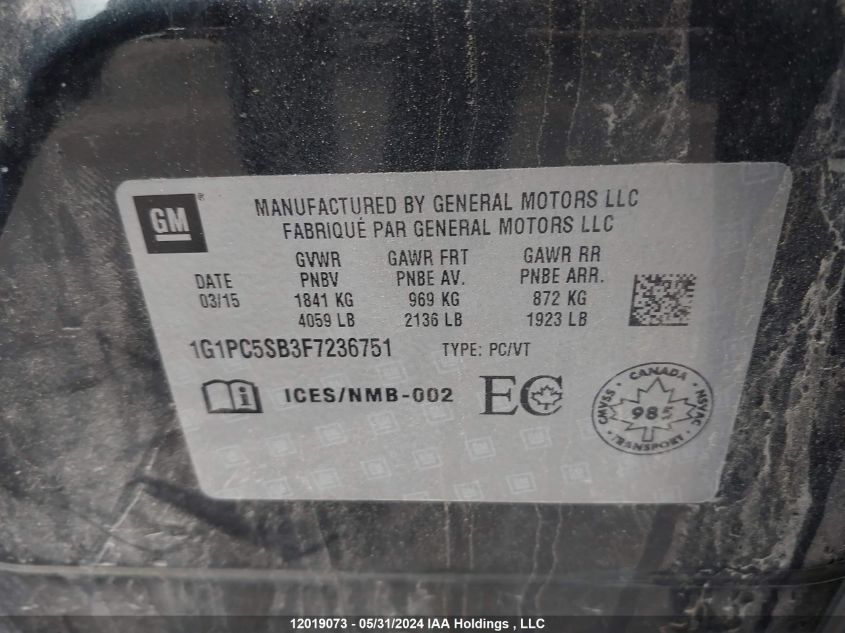 GM
MANUFACTURED BY GENERAL MOTORS LLC
FABRIQUÉ PAR GENERAL MOTORS LLC
GVWR GAWR FRT GAWR RR
DATE PNBV PNBE AV. PNBE ARR.
03/15 1841 KG 969 KG 872 KG
4059 LB 2136 LB 1923 LB
1G1PC5SB3F7236751 TYPE: PC/VT
i ICES/NMB-002 EC
CANADA
CMVSS 985 NSVAC
TRANSPORT
12019073 - 05/31/2024 IAA Holdings , LLC